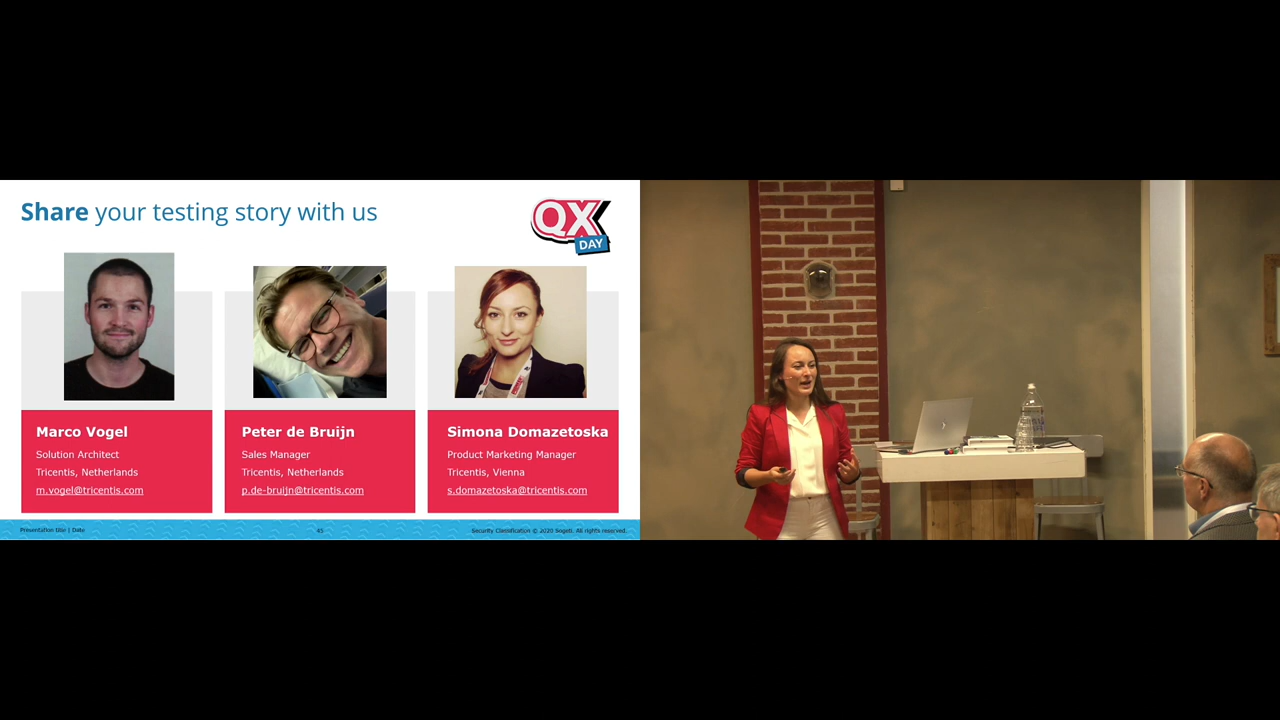 Share your testing story with us
QX
DAY
Marco Vogel
Solution Architect
Tricentis, Netherlands
m.vogel@tricentis.com
Peter de Bruijn
Sales Manager
Tricentis, Netherlands
p.de-bruijn@tricentis.com
Simona Domazetoska
Product Marketing Manager
Tricentis, Vienna
s.domazetoska@tricentis.com
Presentation title | Date
45
Security Classification © 2020 Sogeti. All rights reserved.